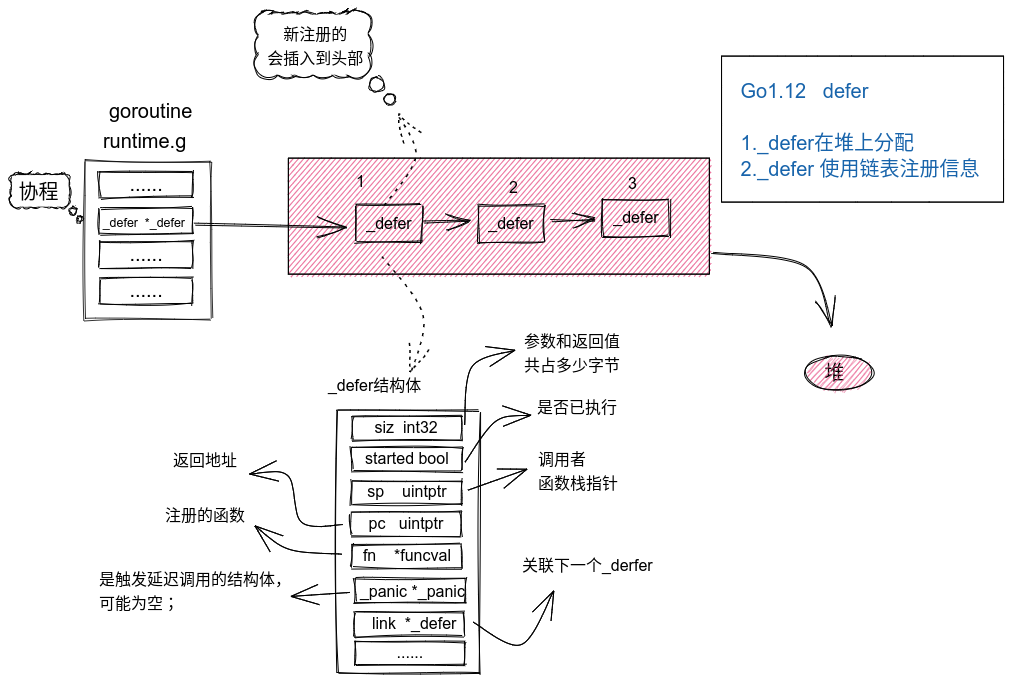 新注册的
会插入到头部
Go1.12 defer
1._defer在堆上分配
2._defer 使用链表注册信息
goroutine
runtime.g
协程
......
_defer *_defer
......
......
1
2
3
_defer
_defer
_defer
堆
_defer结构体
siz int32
started bool
sp uintptr
pc uintptr
fn *funcval
_panic *_panic
link *_defer
......
参数和返回值
共占多少字节
是否已执行
调用者
函数栈指针
返回地址
注册的函数
是触发延迟调用的结构体，
可能为空；
关联下一个_derfer